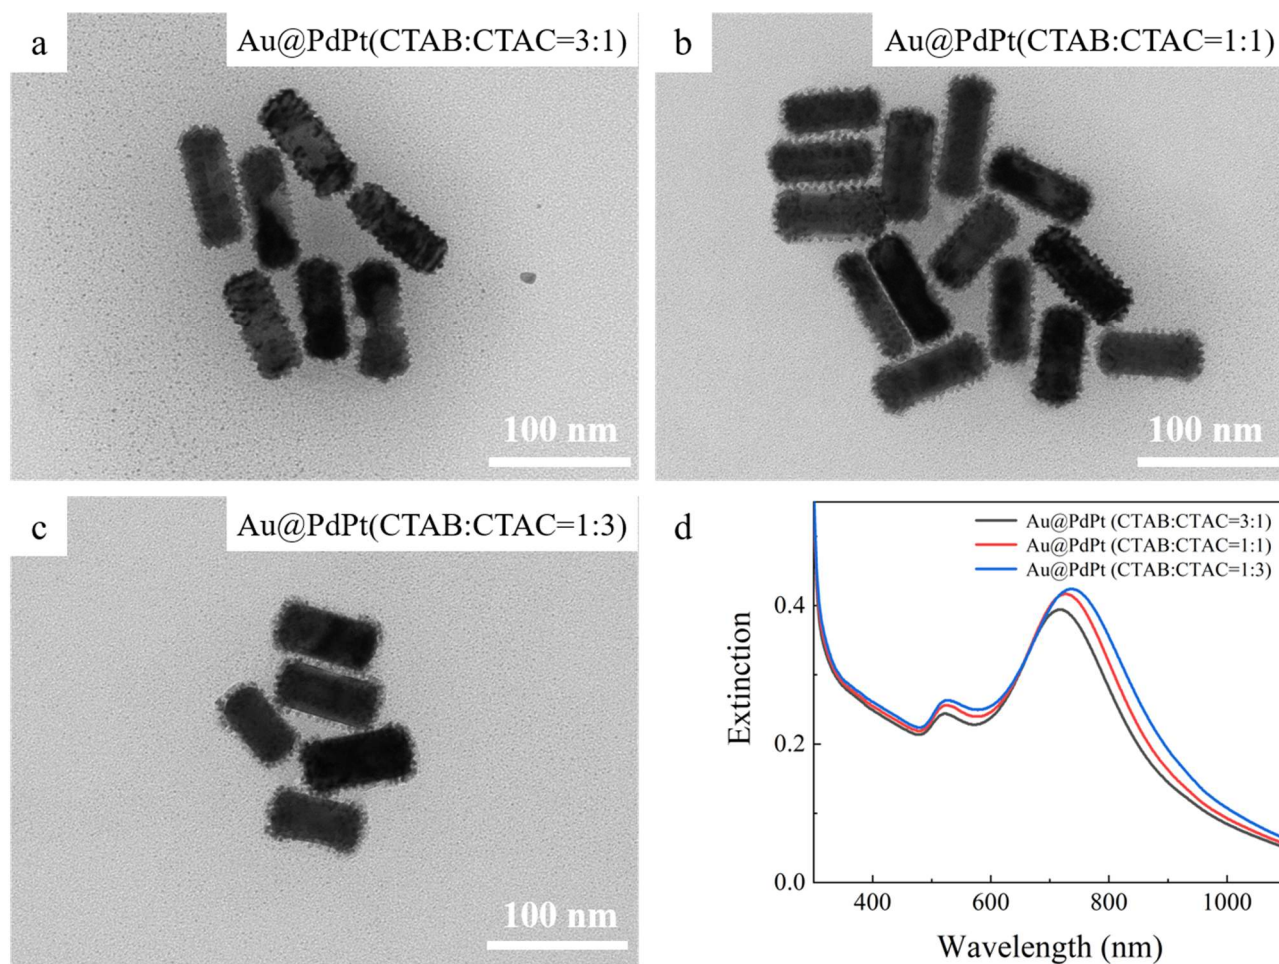 a
Au@PdPt(CTAB:CTAC=3:1)
100 nm
b
Au@PdPt(CTAB:CTAC=1:1)
100 nm
c
Au@PdPt(CTAB:CTAC=1:3)
100 nm
d
Au@PdPt (CTAB:CTAC=3:1)
Au@PdPt (CTAB:CTAC=1:1)
Au@PdPt (CTAB:CTAC=1:3)
Extinction
0.4
0.2
0.0
400 600 800 1000
Wavelength (nm)